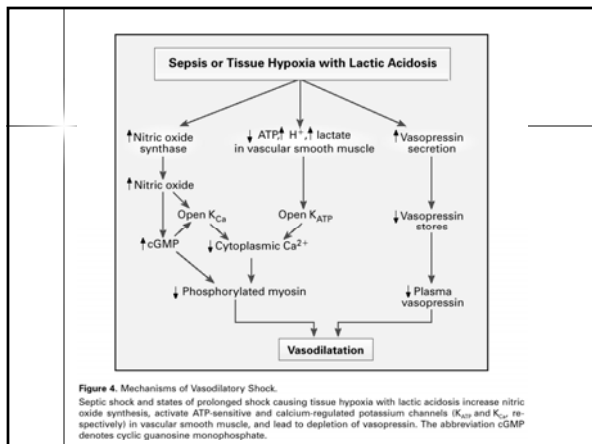 Sepsis or Tissue Hypoxia with Lactic Acidosis
Nitric oxide
synthase
ATP, H⁺, lactate
in vascular smooth muscle
Vasopressin
secretion
Nitric oxide
Open K_Ca
Open K_ATP
Vasopressin
stores
cGMP
Cytoplasmic Ca²⁺
Phosphorylated myosin
Plasma
vasopressin
Vasodilatation
Figure 4. Mechanisms of Vasodilatory Shock.
Septic shock and states of prolonged shock causing tissue hypoxia with lactic acidosis increase nitric
oxide synthesis, activate ATP-sensitive and calcium-regulated potassium channels (K_ATP and K_Ca, re-
spectively) in vascular smooth muscle, and lead to depletion of vasopressin. The abbreviation cGMP
denotes cyclic guanosine monophosphate.